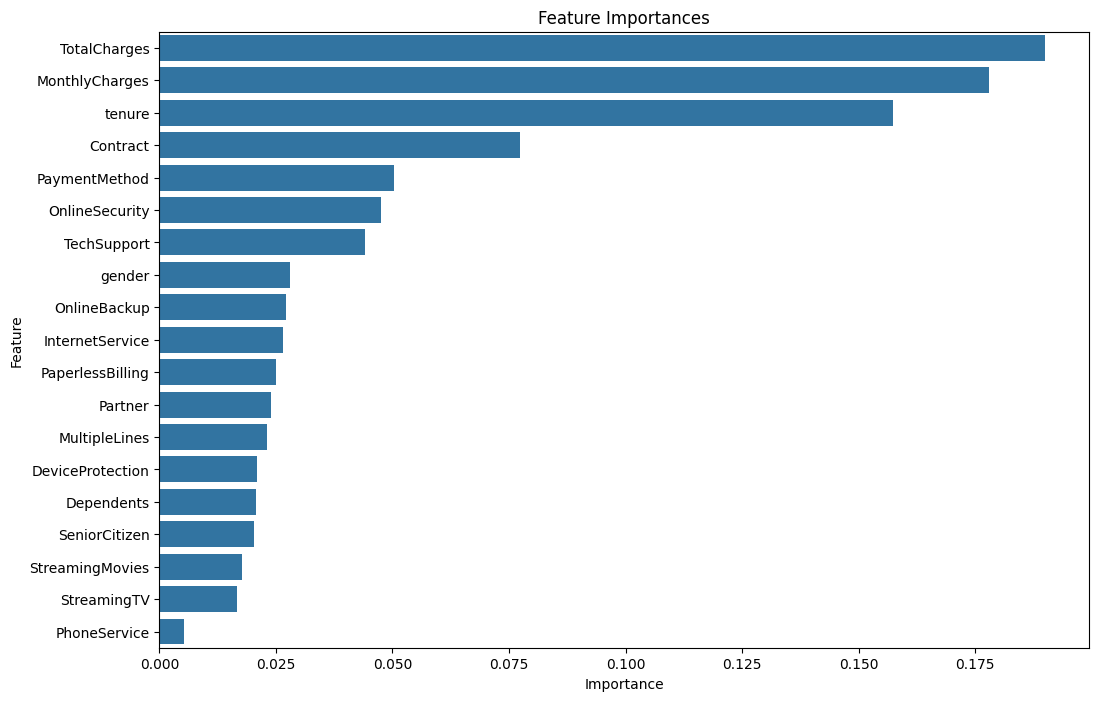 Feature Importances
Feature
TotalCharges
MonthlyCharges
tenure
Contract
PaymentMethod
OnlineSecurity
TechSupport
gender
OnlineBackup
InternetService
PaperlessBilling
Partner
MultipleLines
DeviceProtection
Dependents
SeniorCitizen
StreamingMovies
StreamingTV
PhoneService
0.000 0.025 0.050 0.075 0.100 0.125 0.150 0.175
Importance